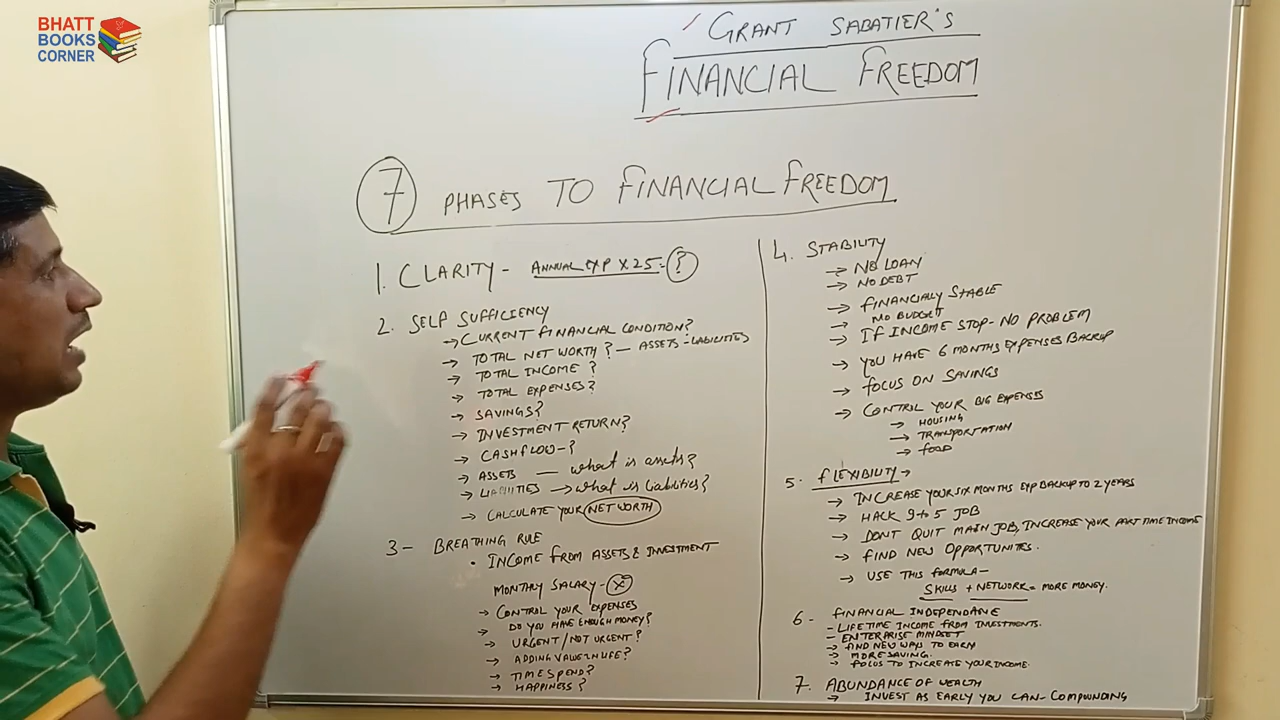 BHATT
BOOKS
CORNER
GRANT SABATIER'S
FINANCIAL FREEDOM
7 PHASES TO FINANCIAL FREEDOM
1. CLARITY - ANNUAL EXP X 25 = ?
2. SELF SUFFICIENCY
→ CURRENT FINANCIAL CONDITION?
→ TOTAL NET WORTH? — ASSETS - LIABILITIES
→ TOTAL INCOME?
→ TOTAL EXPENSES?
→ SAVINGS?
→ INVESTMENT RETURN?
→ CASHFLOW - ?
→ ASSETS — what is assets?
→ LIABILITIES → what is liabilities?
→ CALCULATE YOUR NET WORTH
3 - BREATHING RULE
• INCOME FROM ASSETS & INVESTMENT
MONTHLY SALARY - X
→ CONTROL YOUR EXPENSES
→ DO YOU HAVE ENOUGH MONEY?
→ URGENT/NOT URGENT?
→ ADDING VALUE IN LIFE?
→ TIME SPEND?
→ HAPPINESS?
4. STABILITY
→ NO LOAN
→ NO DEBT
→ FINANCIALLY STABLE
→ NO BUDGET
→ IF INCOME STOP - NO PROBLEM
→ YOU HAVE 6 MONTHS EXPENSES BACKUP
→ FOCUS ON SAVINGS
→ CONTROL YOUR BIG EXPENSES
→ HOUSING
→ TRANSPORTATION
→ FOOD
5. FLEXIBILITY →
→ INCREASE YOUR SIX MONTHS EXP BACKUP TO 2 YEARS
→ HACK 9 to 5 JOB
→ DONT QUIT MAIN JOB, INCREASE YOUR PART TIME INCOME
→ FIND NEW OPPORTUNITES.
→ USE THIS FORMULA -
SKILLS + NETWORK = MORE MONEY.
6 - FINANCIAL INDEPENDANE
- LIFETIME INCOME FROM INVESTMENTS.
- ENTERPRISE MINDSET
→ FIND NEW WAYS TO EARN
→ MORE SAVING.
→ FOCUS TO INCREASE YOUR INCOME.
7. ABUNDANCE OF WEALTH
→ INVEST AS EARLY YOU CAN - COMPOUNDING